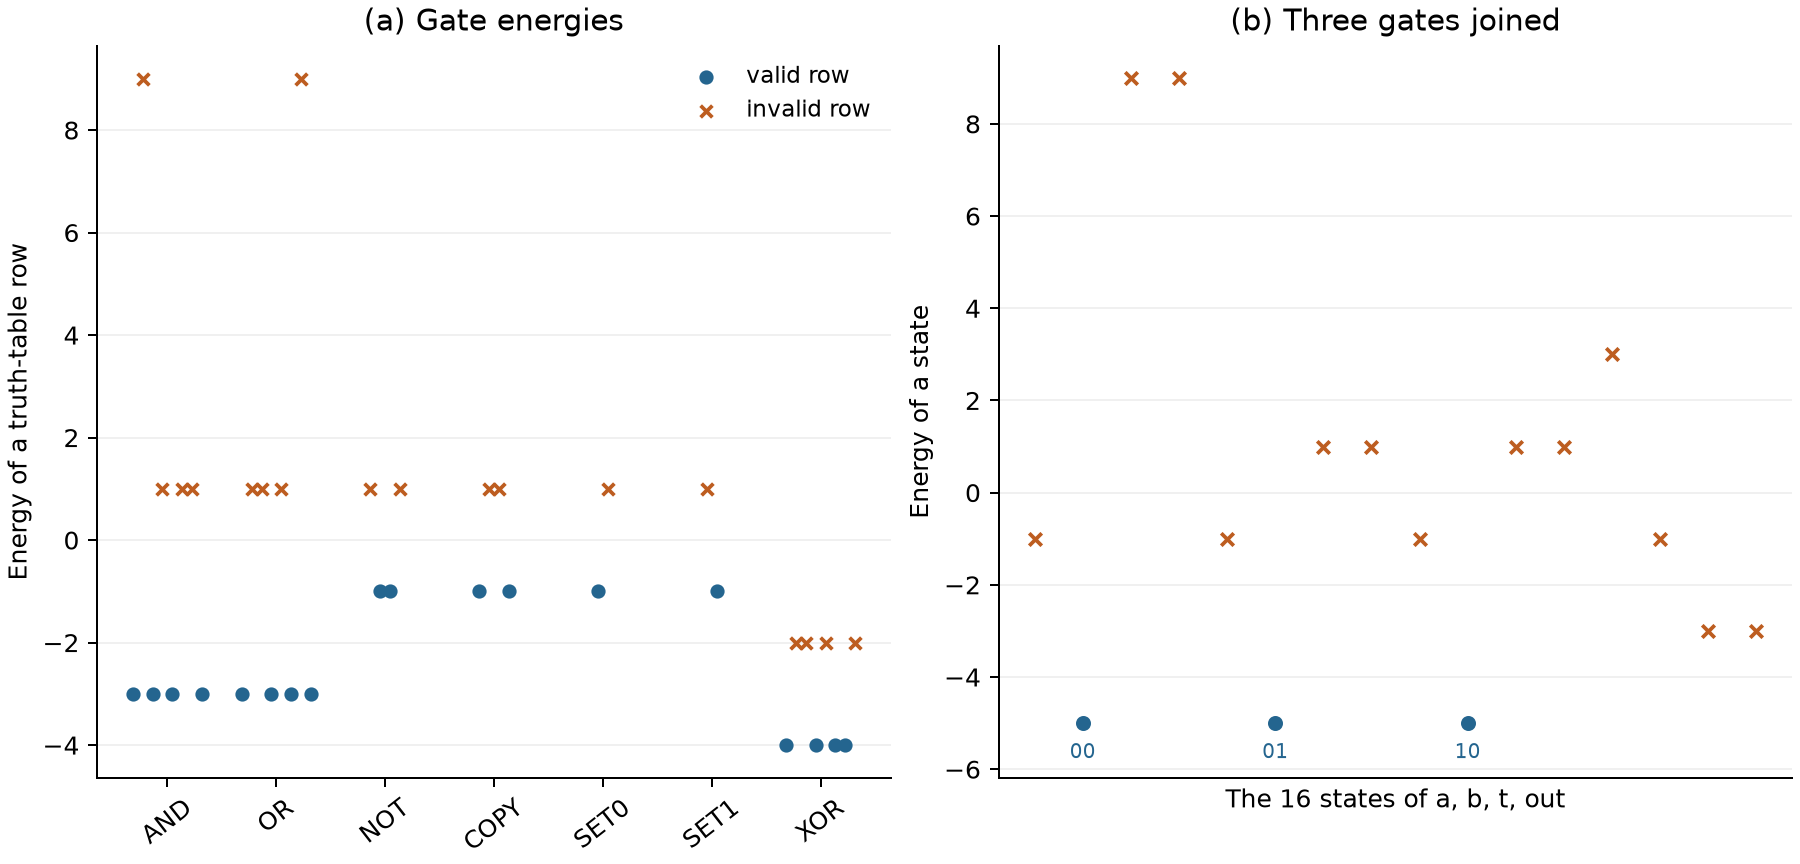 (a) Gate energies
valid row
invalid row
Energy of a truth-table row
8
6
4
2
0
−2
−4
AND
OR
NOT
COPY
SET0
SET1
XOR
(b) Three gates joined
Energy of a state
8
6
4
2
0
−2
−4
−6
00
01
10
The 16 states of a, b, t, out